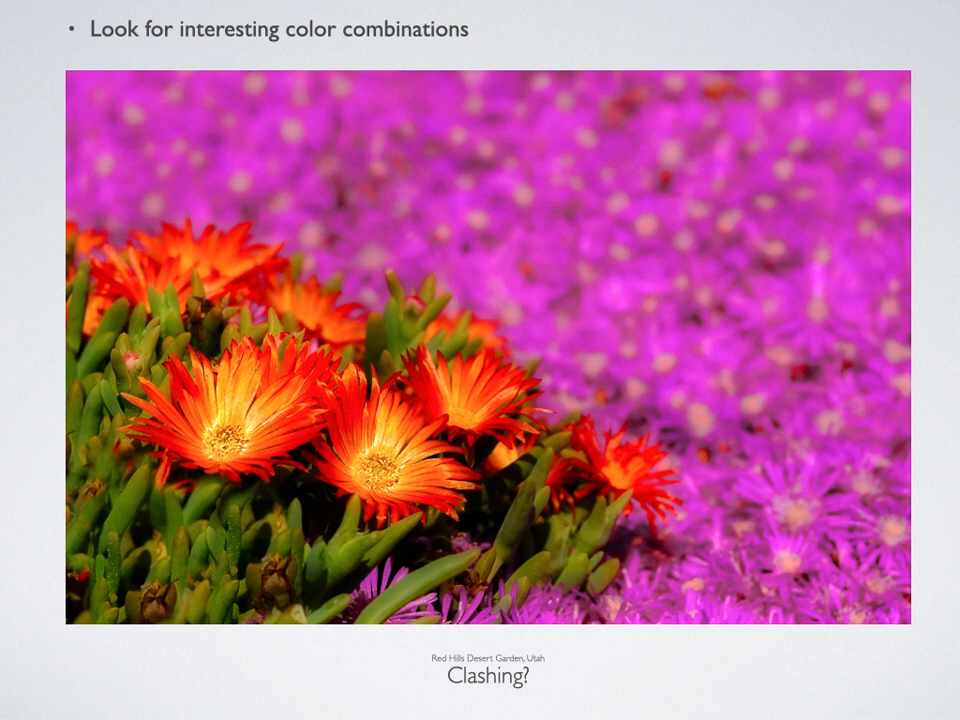 • Look for interesting color combinations
Red Hills Desert Garden, Utah
Clashing?